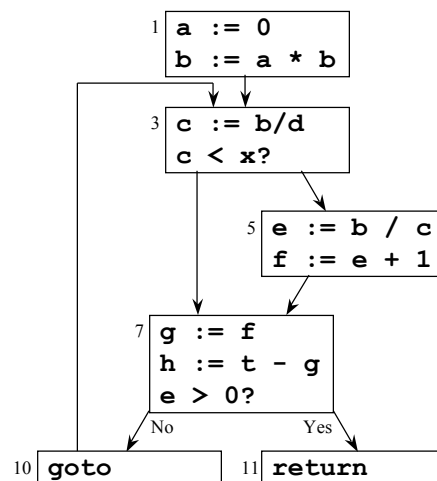 1
a := 0
b := a * b
3
c := b/d
c < x?
5
e := b / c
f := e + 1
7
g := f
h := t - g
e > 0?
No
Yes
10 goto
11 return